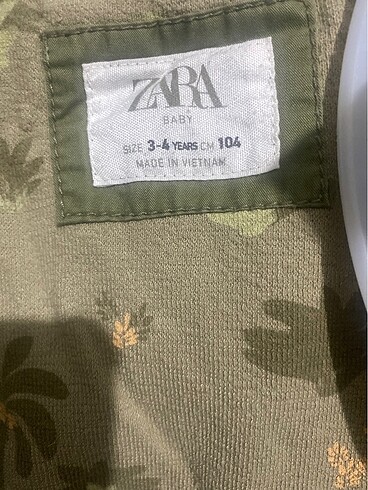 ZARA
BABY
SIZE 3-4 YEARS CM 104
MADE IN VIETNAM